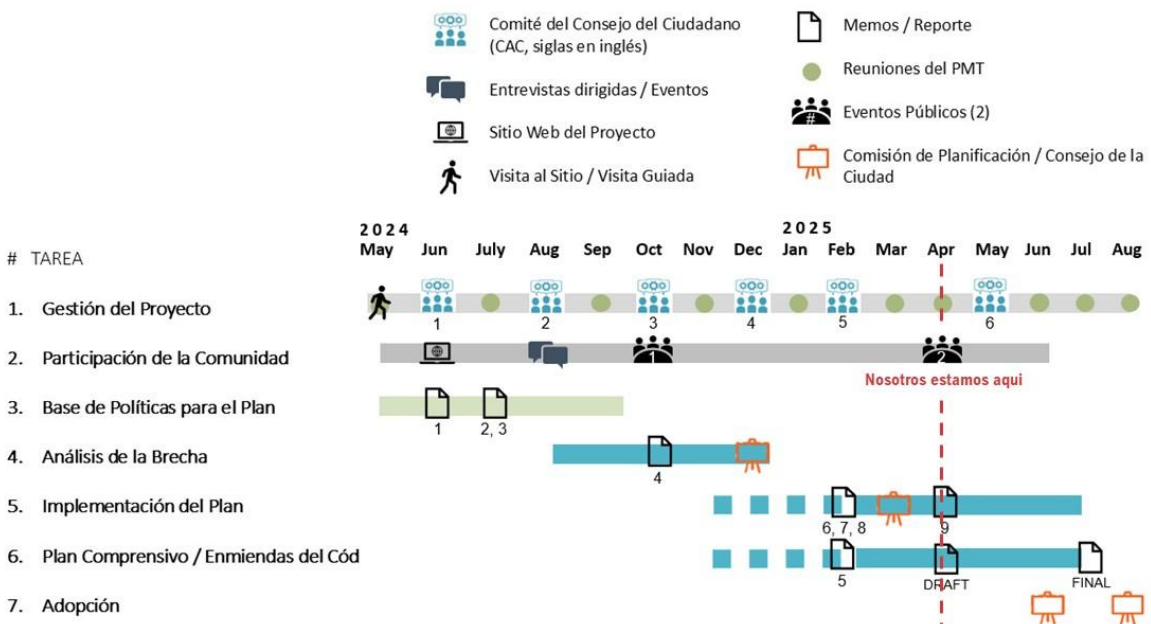 Comité del Consejo del Ciudadano
(CAC, siglas en inglés)
Entrevistas dirigidas / Eventos
Sitio Web del Proyecto
Visita al Sitio / Visita Guiada
Memos / Reporte
Reuniones del PMT
#
Eventos Públicos (2)
Comisión de Planificación / Consejo de la
Ciudad
2024 2025
# TAREA
May Jun July Aug Sep Oct Nov Dec Jan Feb Mar Apr May Jun Jul Aug
1. Gestión del Proyecto
1 2 3 4 5 6
2. Participación de la Comunidad
1 2
Nosotros estamos aqui
3. Base de Políticas para el Plan
1 2, 3
4. Análisis de la Brecha
4
5. Implementación del Plan
6, 7, 8 9
6. Plan Comprensivo / Enmiendas del Cód
5 DRAFT FINAL
7. Adopción